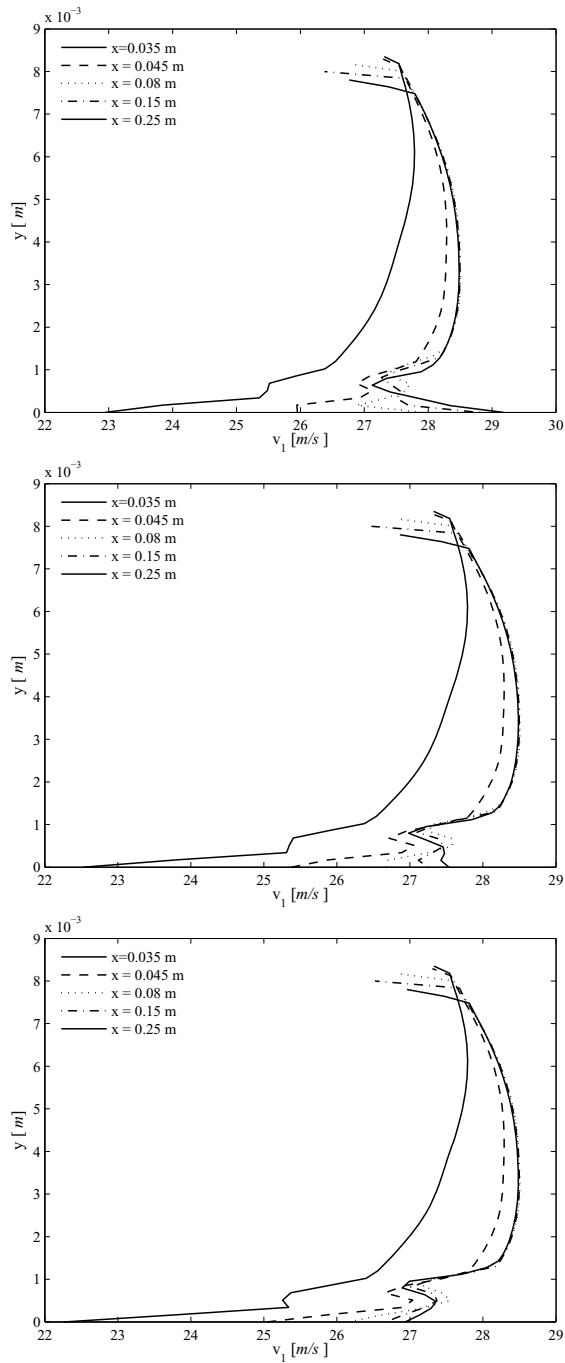 x 10⁻³
9
8
7
6
5
4
3
2
1
0
y [ m]
x=0.035 m
x = 0.045 m
x = 0.08 m
x = 0.15 m
x = 0.25 m
22 23 24 25 26 27 28 29 30
v₁ [m/s ]
x 10⁻³
9
8
7
6
5
4
3
2
1
0
y [ m]
x=0.035 m
x = 0.045 m
x = 0.08 m
x = 0.15 m
x = 0.25 m
22 23 24 25 26 27 28 29
v₁ [m/s ]
x 10⁻³
9
8
7
6
5
4
3
2
1
0
y [ m]
x=0.035 m
x = 0.045 m
x = 0.08 m
x = 0.15 m
x = 0.25 m
22 23 24 25 26 27 28 29
v₁ [m/s ]